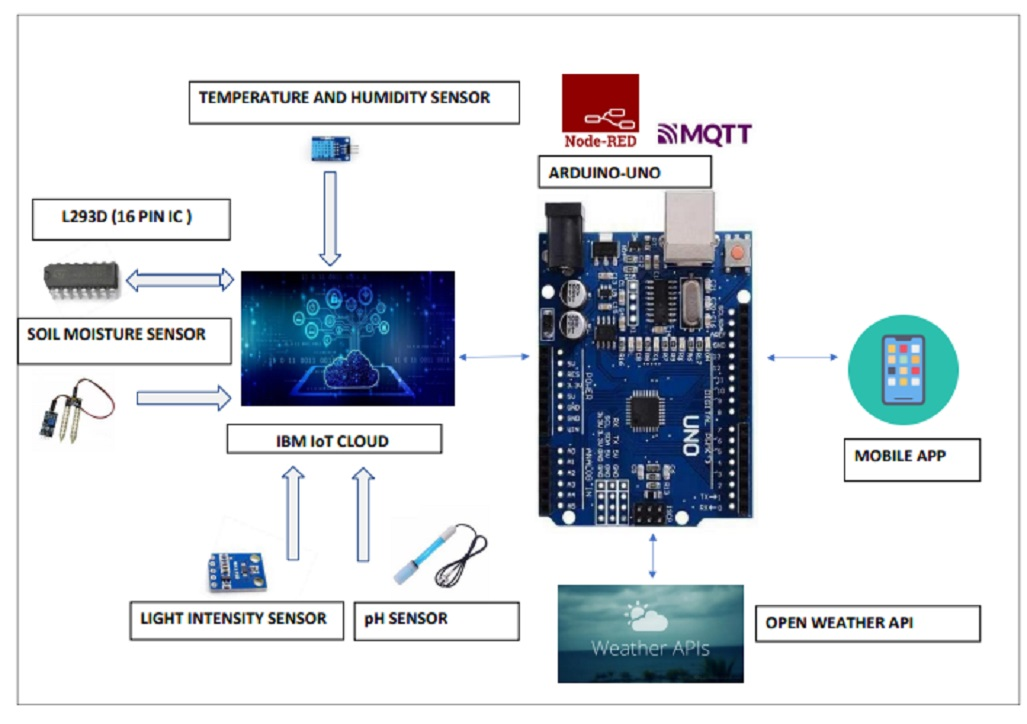 TEMPERATURE AND HUMIDITY SENSOR
Node-RED
MQTT
ARDUINO-UNO
L293D (16 PIN IC )
SOIL MOISTURE SENSOR
IBM IoT CLOUD
UNO
POWER
MOBILE APP
LIGHT INTENSITY SENSOR
pH SENSOR
Weather APIs
OPEN WEATHER API